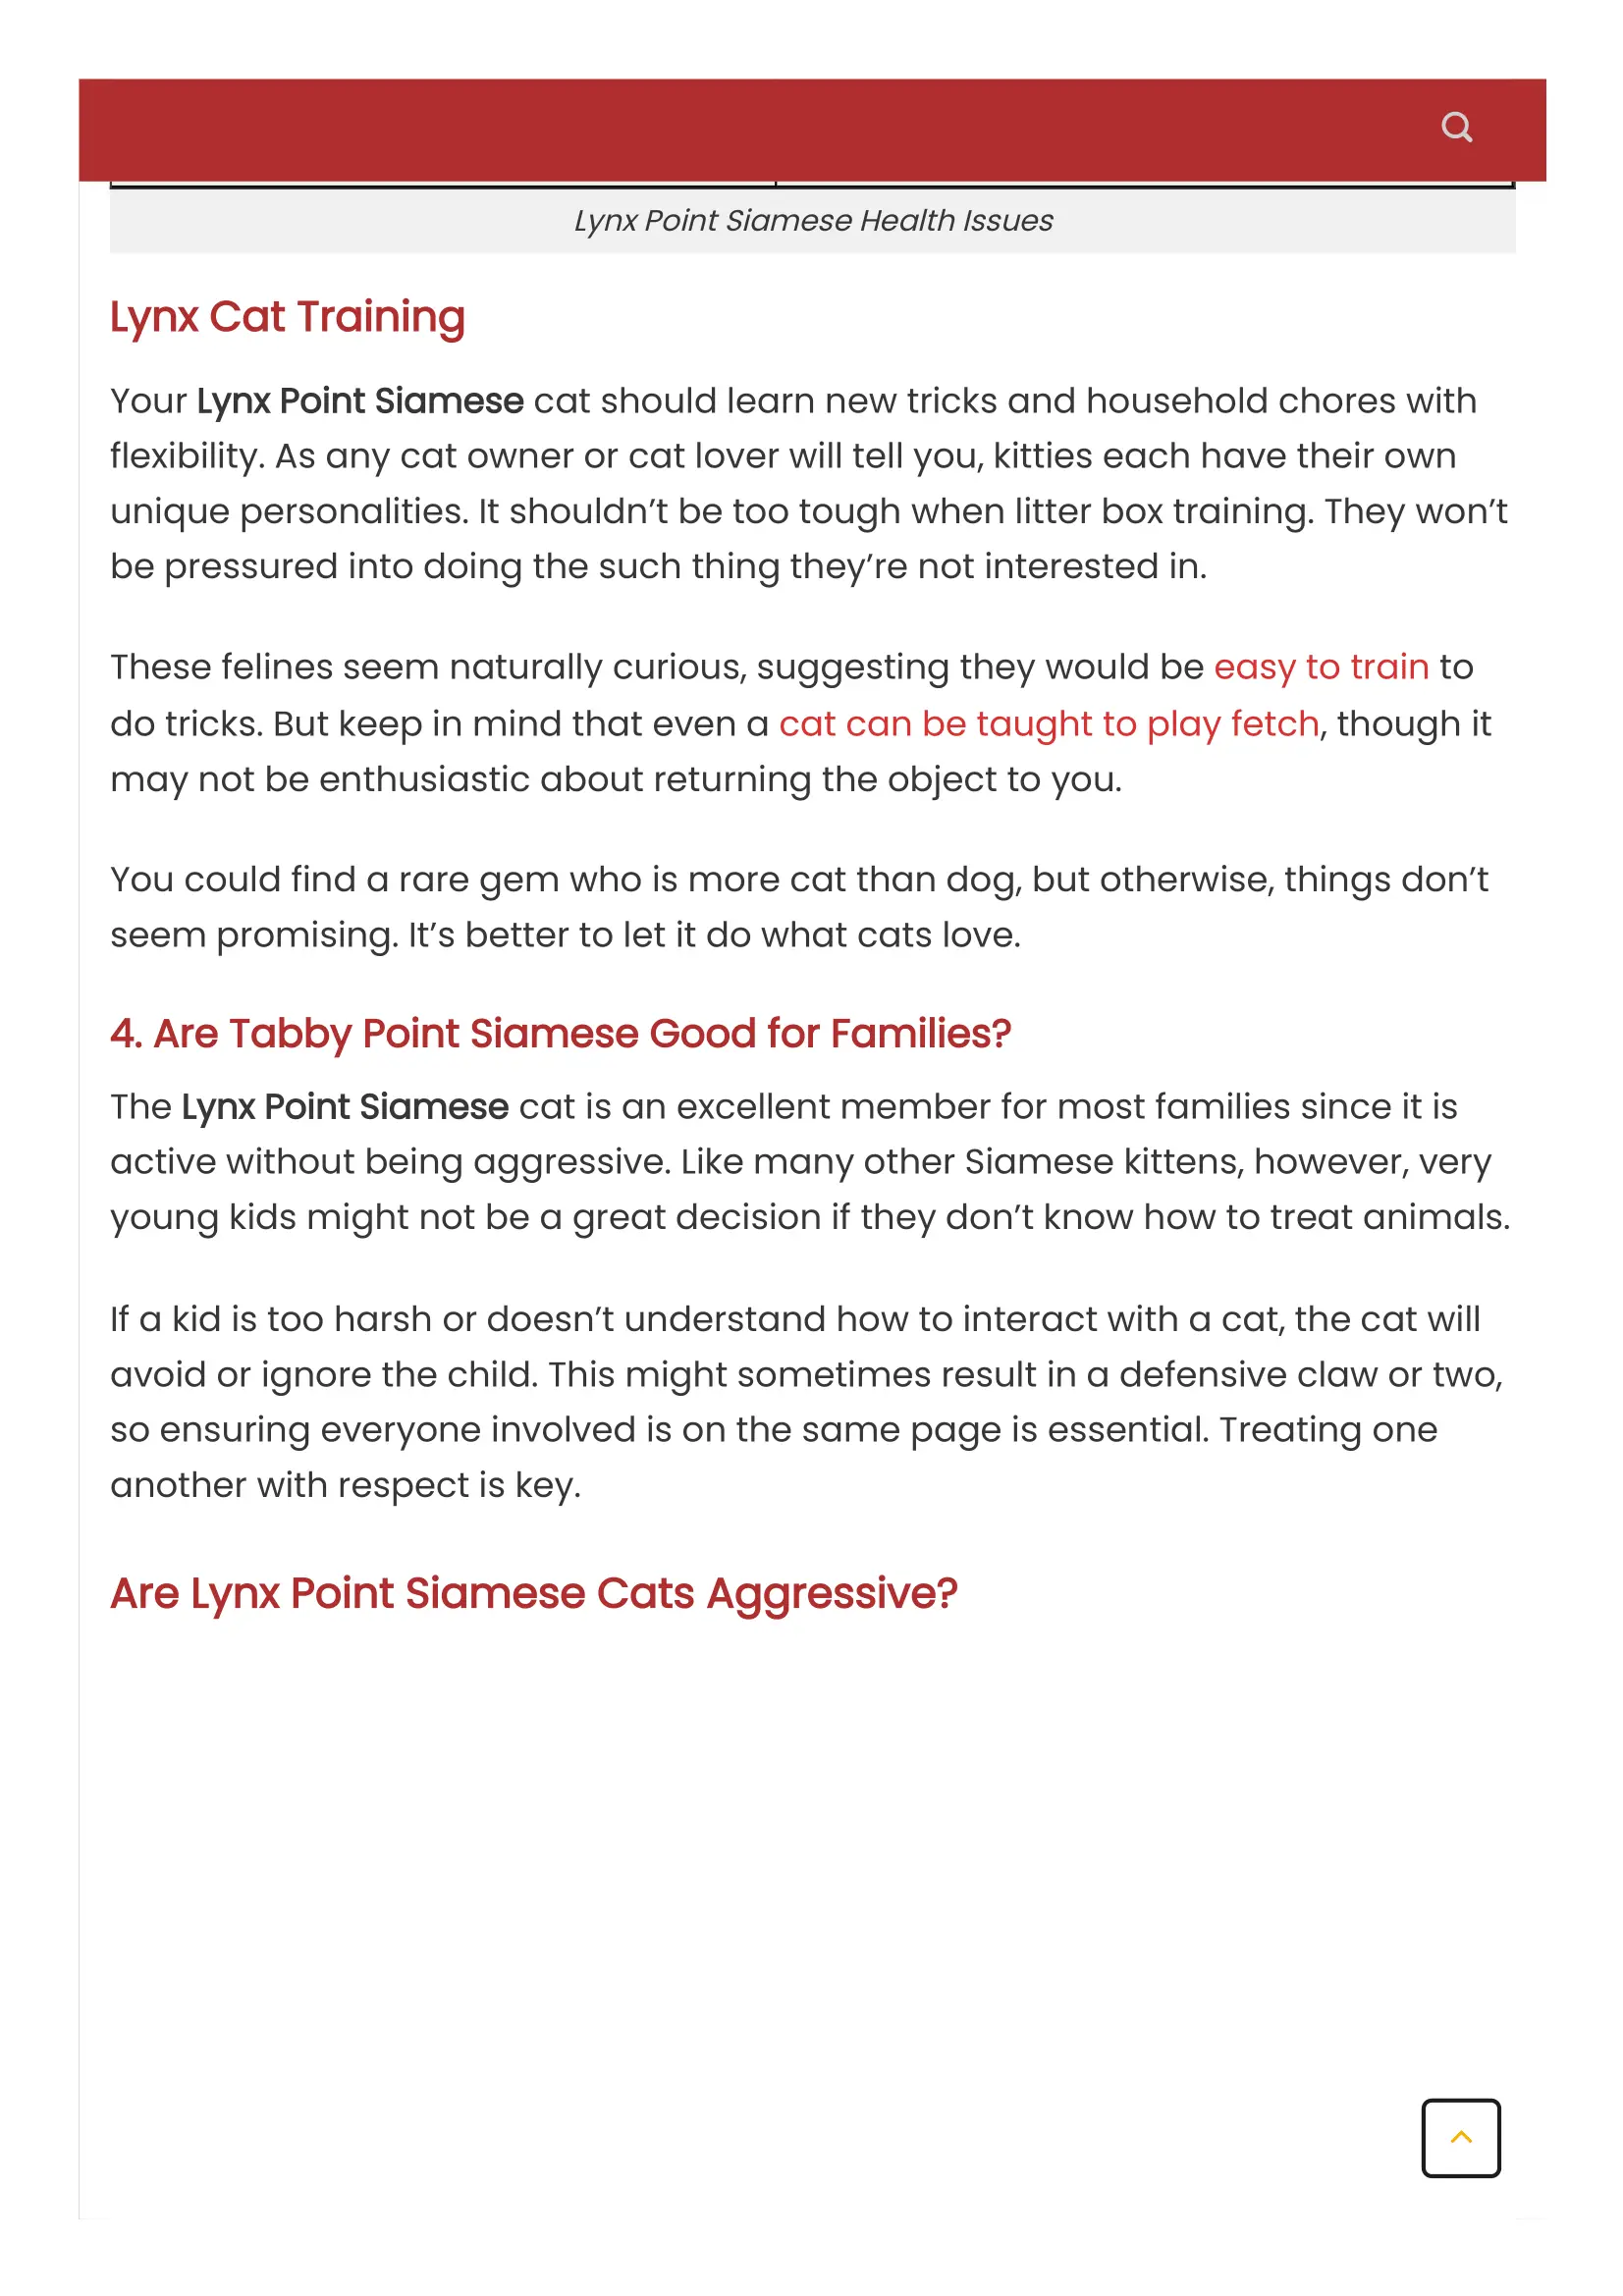 Lynx Point Siamese Health Issues
Lynx Cat Training
Your Lynx Point Siamese cat should learn new tricks and household chores with
flexibility. As any cat owner or cat lover will tell you, kitties each have their own
unique personalities. It shouldn’t be too tough when litter box training. They won’t
be pressured into doing the such thing they’re not interested in.
These felines seem naturally curious, suggesting they would be easy to train to
do tricks. But keep in mind that even a cat can be taught to play fetch, though it
may not be enthusiastic about returning the object to you.
You could find a rare gem who is more cat than dog, but otherwise, things don’t
seem promising. It’s better to let it do what cats love.
4. Are Tabby Point Siamese Good for Families?
The Lynx Point Siamese cat is an excellent member for most families since it is
active without being aggressive. Like many other Siamese kittens, however, very
young kids might not be a great decision if they don’t know how to treat animals.
If a kid is too harsh or doesn’t understand how to interact with a cat, the cat will
avoid or ignore the child. This might sometimes result in a defensive claw or two,
so ensuring everyone involved is on the same page is essential. Treating one
another with respect is key.
Are Lynx Point Siamese Cats Aggressive?